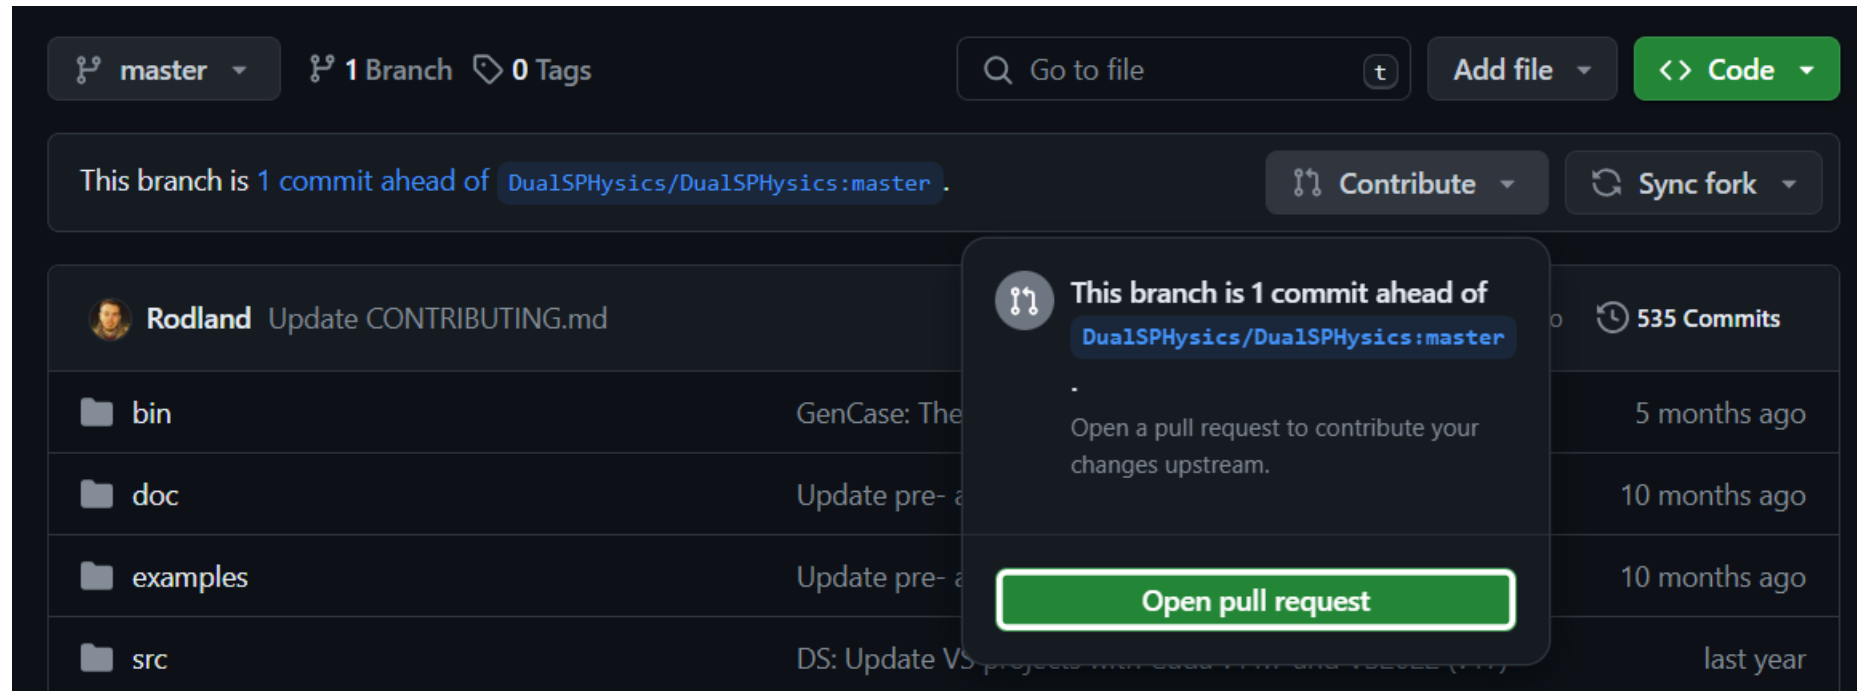 master 1 Branch 0 Tags Go to file t Add file Code
This branch is 1 commit ahead of DualSPHysics/DualSPHysics:master . Contribute Sync fork
This branch is 1 commit ahead of
DualSPHysics/DualSPHysics:master
.
Open a pull request to contribute your
changes upstream.
Open pull request
Rodland Update CONTRIBUTING.md 535 Commits
bin GenCase: The 5 months ago
doc Update pre- 10 months ago
examples Update pre- 10 months ago
src DS: Update VS last year